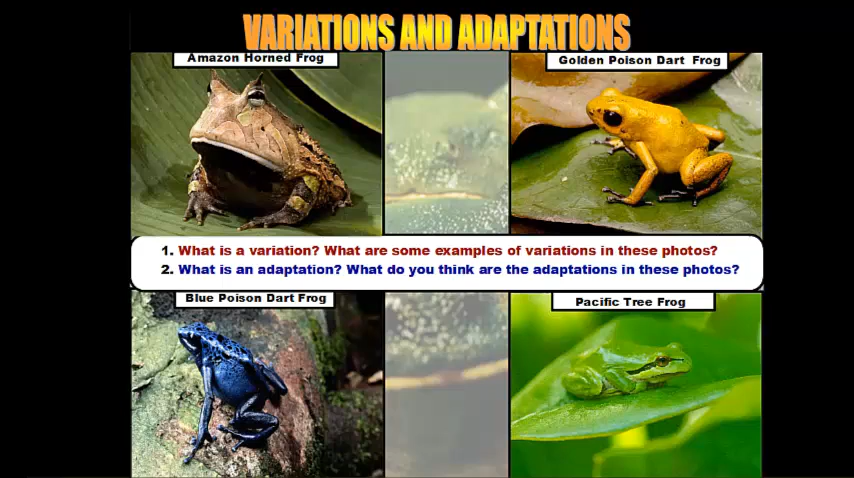 VARIATIONS AND ADAPTATIONS
Amazon Horned Frog
Golden Poison Dart Frog
1. What is a variation? What are some examples of variations in these photos?
2. What is an adaptation? What do you think are the adaptations in these photos?
Blue Poison Dart Frog
Pacific Tree Frog